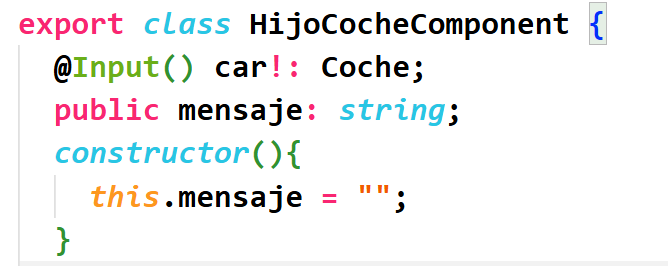 export class HijoCocheComponent {
@Input() car!: Coche;
public mensaje: string;
constructor(){
this.mensaje = "";
}